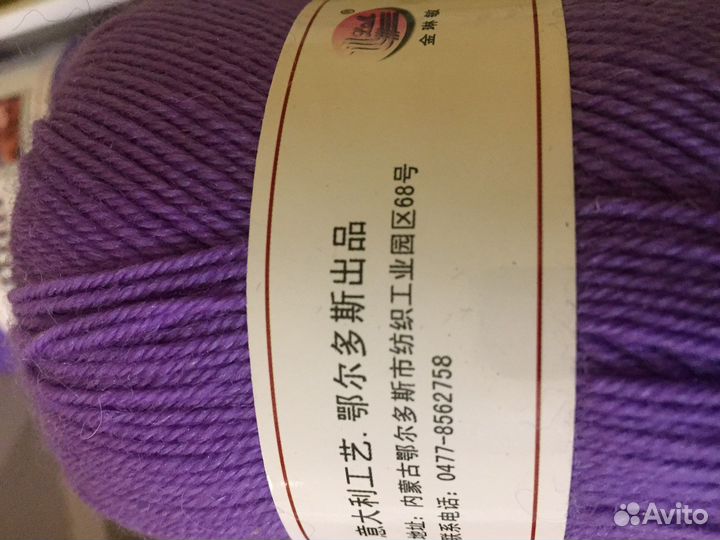 金琳敏
意大利工艺.鄂尔多斯出品
地址: 内蒙古鄂尔多斯市纺织工业园区68号
联系电话: 0477-8562758
Avito